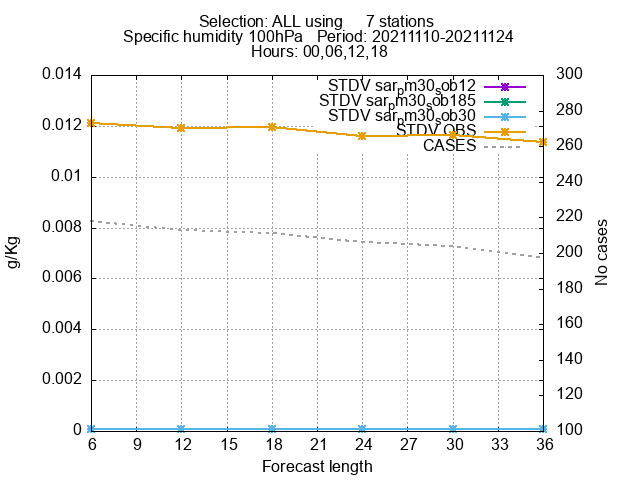 Selection: ALL using 7 stations
Specific humidity 100hPa Period: 20211110-20211124
Hours: 00,06,12,18
STDV sar_pm30_sob12
STDV sar_pm30_sob185
STDV sar_pm30_sob30
STDV OBS
CASES
0.014
0.012
0.01
0.008
0.006
0.004
0.002
0
g/Kg
300
280
260
240
220
200
180
160
140
120
100
No cases
6 9 12 15 18 21 24 27 30 33 36
Forecast length